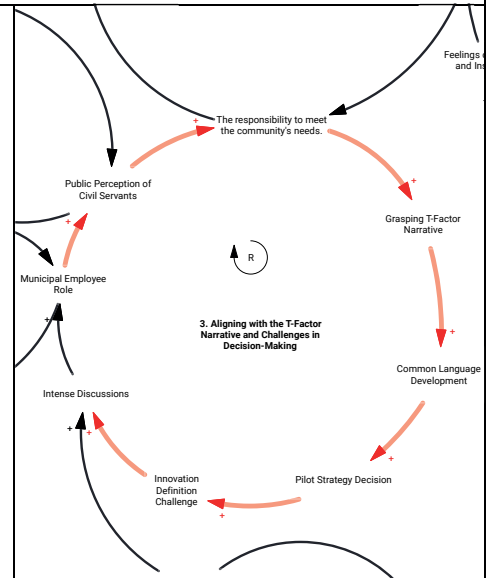 Feelings
and Ins
+
The responsibility to meet
the community's needs.
+
Public Perception of
Civil Servants
+
Grasping T-Factor
Narrative
R
Municipal Employee
Role
+
3. Aligning with the T-Factor
Narrative and Challenges in
Decision-Making
+
Common Language
Development
Intense Discussions
+
+
+
Pilot Strategy Decision
Innovation
Definition
Challenge
+